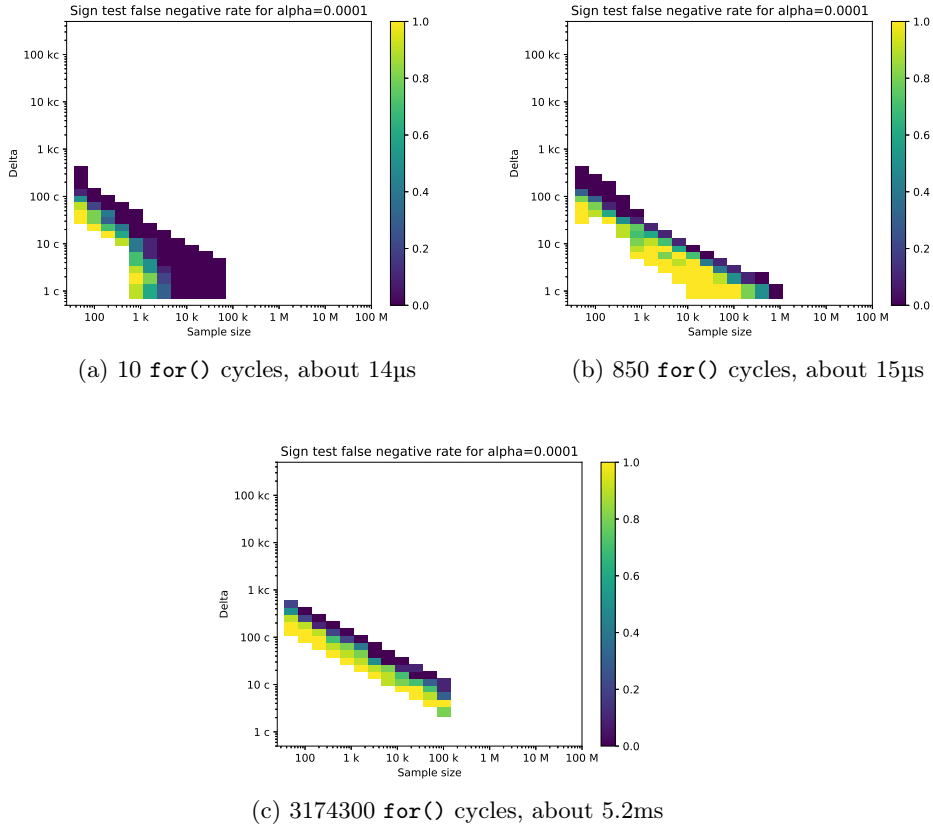 Sign test false negative rate for alpha=0.0001
Delta
100 kc
10 kc
1 kc
100 c
10 c
1 c
100
1 k
10 k
100 k
1 M
10 M
100 M
Sample size
1.0
0.8
0.6
0.4
0.2
0.0
(a) 10 for() cycles, about 14µs
Sign test false negative rate for alpha=0.0001
Delta
100 kc
10 kc
1 kc
100 c
10 c
1 c
100
1 k
10 k
100 k
1 M
10 M
100 M
Sample size
1.0
0.8
0.6
0.4
0.2
0.0
(b) 850 for() cycles, about 15µs
Sign test false negative rate for alpha=0.0001
Delta
100 kc
10 kc
1 kc
100 c
10 c
1 c
100
1 k
10 k
100 k
1 M
10 M
100 M
Sample size
1.0
0.8
0.6
0.4
0.2
0.0
(c) 3174300 for() cycles, about 5.2ms